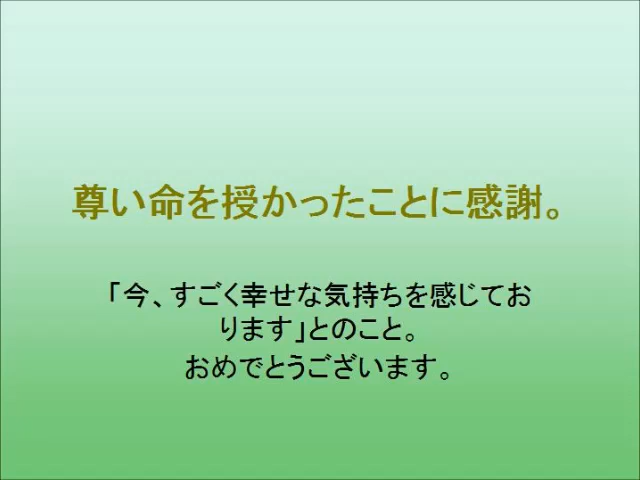 尊い命を授かったことに感謝。
「今、すごく幸せな気持ちを感じてお
ります」とのこと。
おめでとうございます。